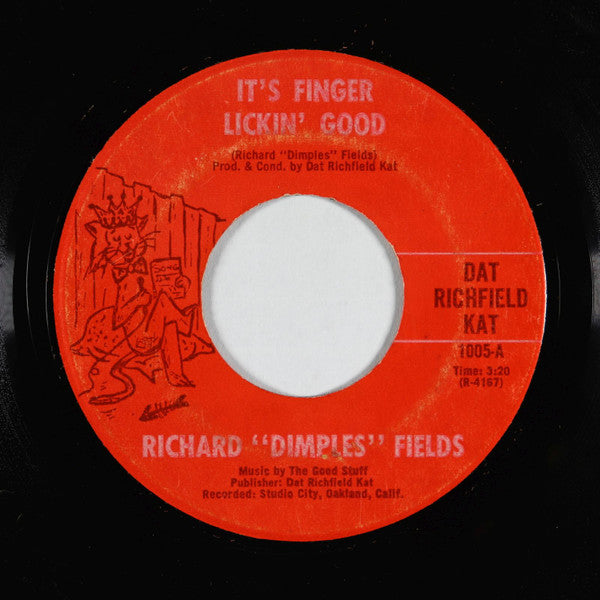 IT'S FINGER
LICKIN' GOOD
(Richard "Dimples" Fields)
Prod. & Cond. by Dat Richfield Kat
DAT
RICHFIELD
KAT
1005-A
Time: 3:20
(R-4167)
RICHARD "DIMPLES" FIELDS
Music by The Good Stuff
Publisher: Dat Richfield Kat
Recorded: Studio City, Oakland, Calif.